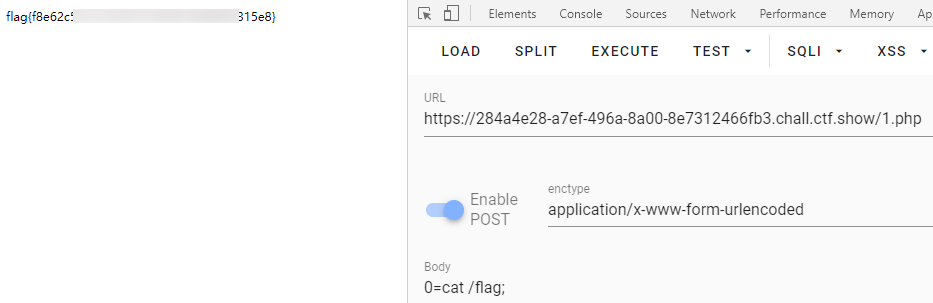 flag{f8e62c5 315e8}
Elements Console Sources Network Performance Memory Ap
LOAD SPLIT EXECUTE TEST SQLI XSS
URL
https://284a4e28-a7ef-496a-8a00-8e7312466fb3.chall.ctf.show/1.php
Enable
POST
enctype
application/x-www-form-urlencoded
Body
0=cat /flag;